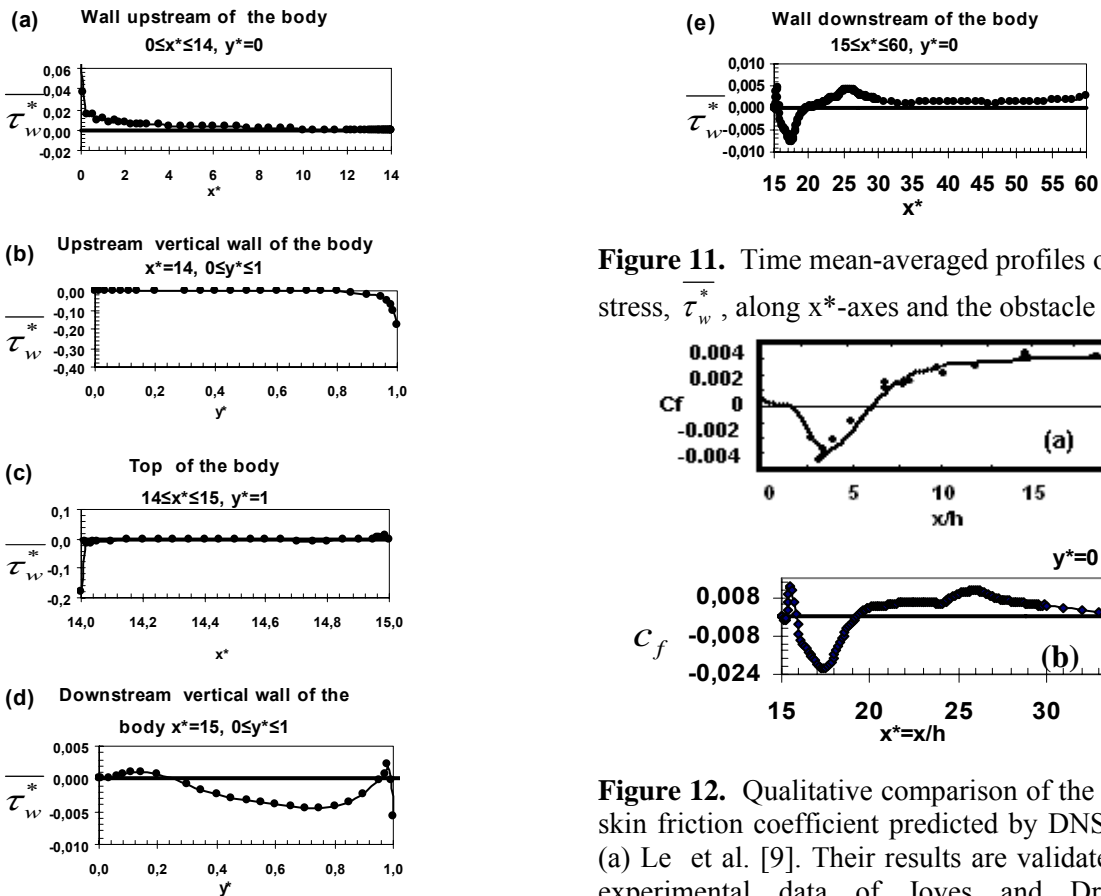 (a) Wall upstream of the body
0≤x*≤14, y*=0
0,06
0,04
0,02
0,00
-0,02
τ*w
0 2 4 6 8 10 12 14
x*
(b) Upstream vertical wall of the body
x*=14, 0≤y*≤1
0,00
-0,10
-0,20
-0,30
-0,40
τ*w
0,0 0,2 0,4 0,6 0,8 1,0
y*
(c) Top of the body
14≤x*≤15, y*=1
0,1
0,0
-0,1
-0,2
τ*w
14,0 14,2 14,4 14,6 14,8 15,0
x*
(d) Downstream vertical wall of the
body x*=15, 0≤y*≤1
0,005
0,000
-0,005
-0,010
τ*w
0,0 0,2 0,4 0,6 0,8 1,0
y*
(e) Wall downstream of the body
15≤x*≤60, y*=0
0,010
0,005
0,000
-0,005
-0,010
τ*w
15 20 25 30 35 40 45 50 55 60
x*
Figure 11. Time mean-averaged profiles o
stress, τ*w, along x*-axes and the obstacle
0.004
0.002
Cf 0
-0.002
-0.004
(a)
0 5 10 15
x/h
y*=0
0,008
-0,008
-0,024
cf
(b)
15 20 25 30
x*=x/h
Figure 12. Qualitative comparison of the
skin friction coefficient predicted by DNS
(a) Le et al. [9]. Their results are validate
experimental data of Joves and Dr